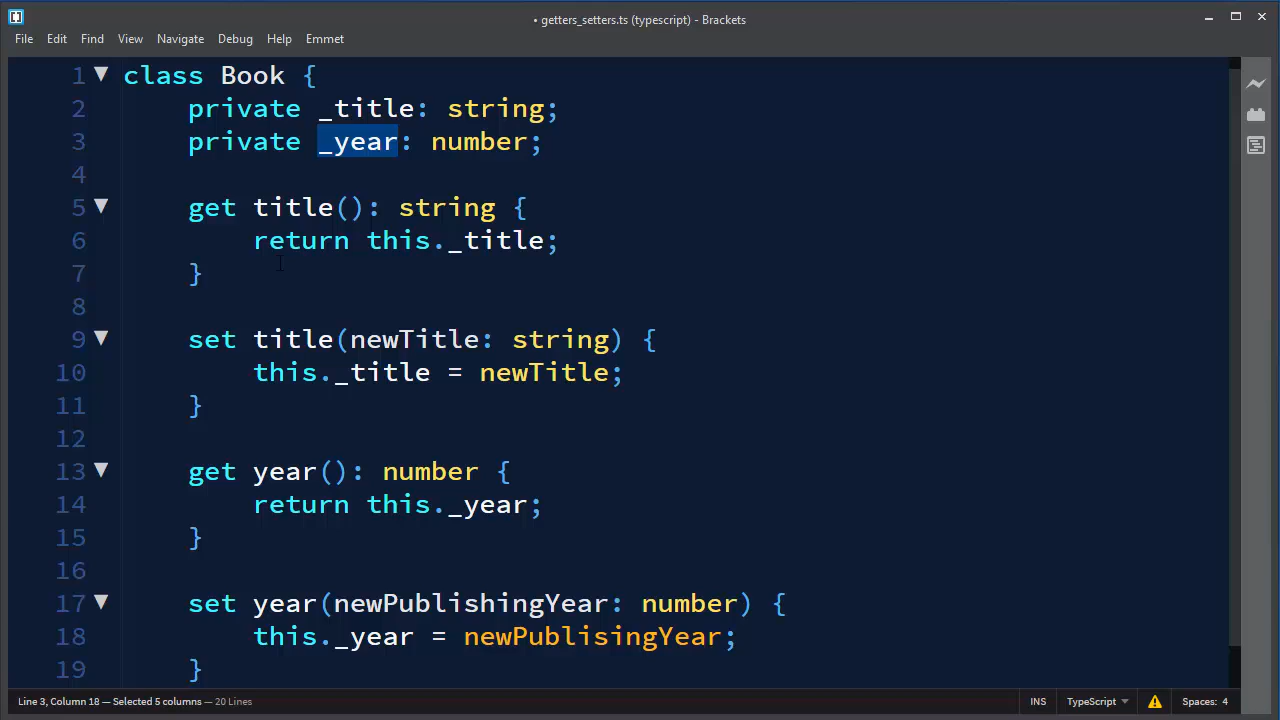 • getters_setters.ts (typescript) - Brackets
File Edit Find View Navigate Debug Help Emmet
1 class Book {
2 private _title: string;
3 private _year: number;
4
5 get title(): string {
6 return this._title;
7 }
8
9 set title(newTitle: string) {
10 this._title = newTitle;
11 }
12
13 get year(): number {
14 return this._year;
15 }
16
17 set year(newPublishingYear: number) {
18 this._year = newPublisingYear;
19 }
Line 3, Column 18 — Selected 5 columns — 20 Lines INS TypeScript Spaces: 4